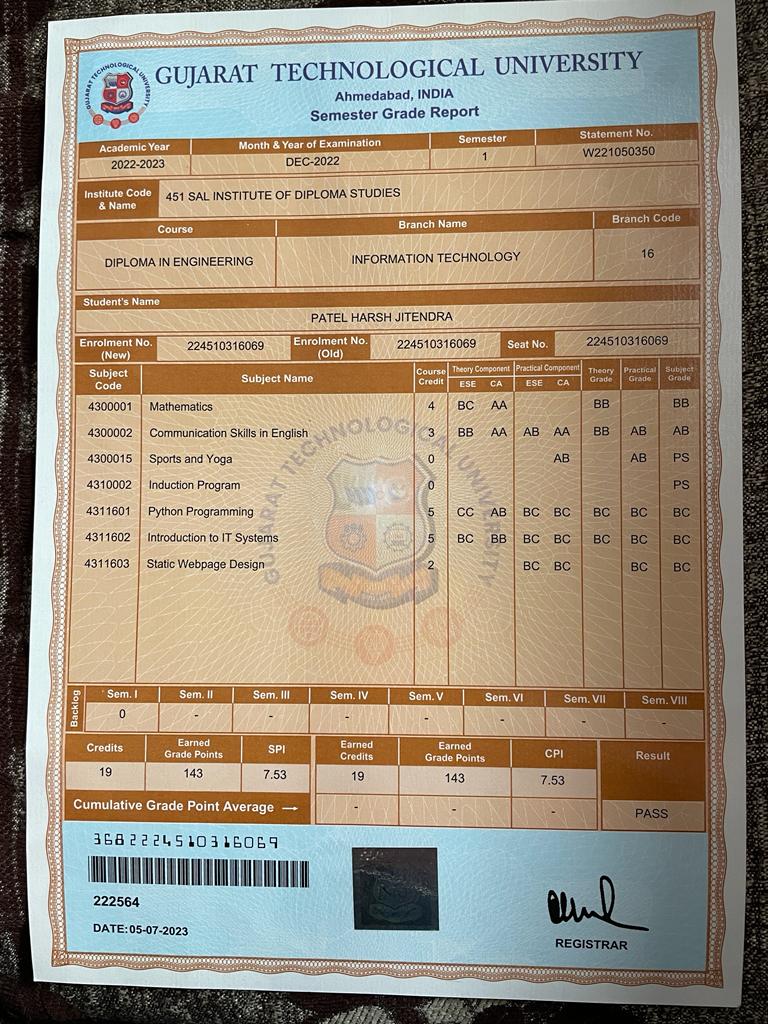 GUJARAT TECHNOLOGICAL UNIVERSITY
Ahmedabad, INDIA
Semester Grade Report
Academic Year Month & Year of Examination Semester Statement No.
2022-2023 DEC-2022 1 W221050350
Institute Code & Name 451 SAL INSTITUTE OF DIPLOMA STUDIES
Course Branch Name Branch Code
DIPLOMA IN ENGINEERING INFORMATION TECHNOLOGY 16
Student's Name
PATEL HARSH JITENDRA
Enrolment No. (New) 224510316069 Enrolment No. (Old) 224510316069 Seat No. 224510316069
Subject Code Subject Name Course Credit Theory Component Practical Component Theory Grade Practical Grade Subject Grade
ESE CA ESE CA
4300001 Mathematics 4 BC AA BB BB
4300002 Communication Skills in English 3 BB AA AB AA BB AB AB
4300015 Sports and Yoga 0 AB AB PS
4310002 Induction Program 0 PS
4311601 Python Programming 5 CC AB BC BC BC BC BC
4311602 Introduction to IT Systems 5 BC BB BC BC BC BC BC
4311603 Static Webpage Design 2 BC BC BC BC
GUJARAT TECHNOLOGICAL UNIVERSITY
Backlog Sem. I Sem. II Sem. III Sem. IV Sem. V Sem. VI Sem. VII Sem. VIII
0 - - - - - - -
Credits Earned Grade Points SPI Earned Credits Earned Grade Points CPI Result
19 143 7.53 19 143 7.53
Cumulative Grade Point Average → - - - PASS
368222451031606​9
222564
DATE:05-07-2023
REGISTRAR